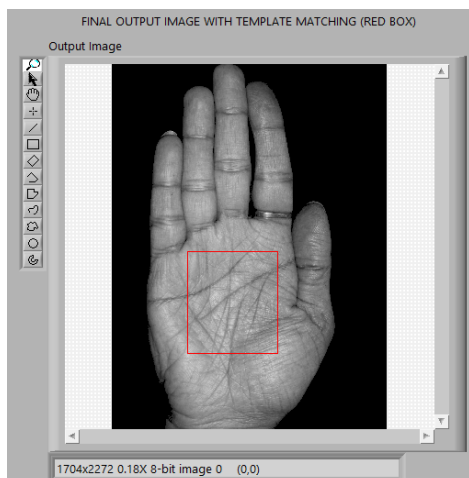 FINAL OUTPUT IMAGE WITH TEMPLATE MATCHING (RED BOX)
Output Image
1704x2272 0.18X 8-bit image 0 (0,0)